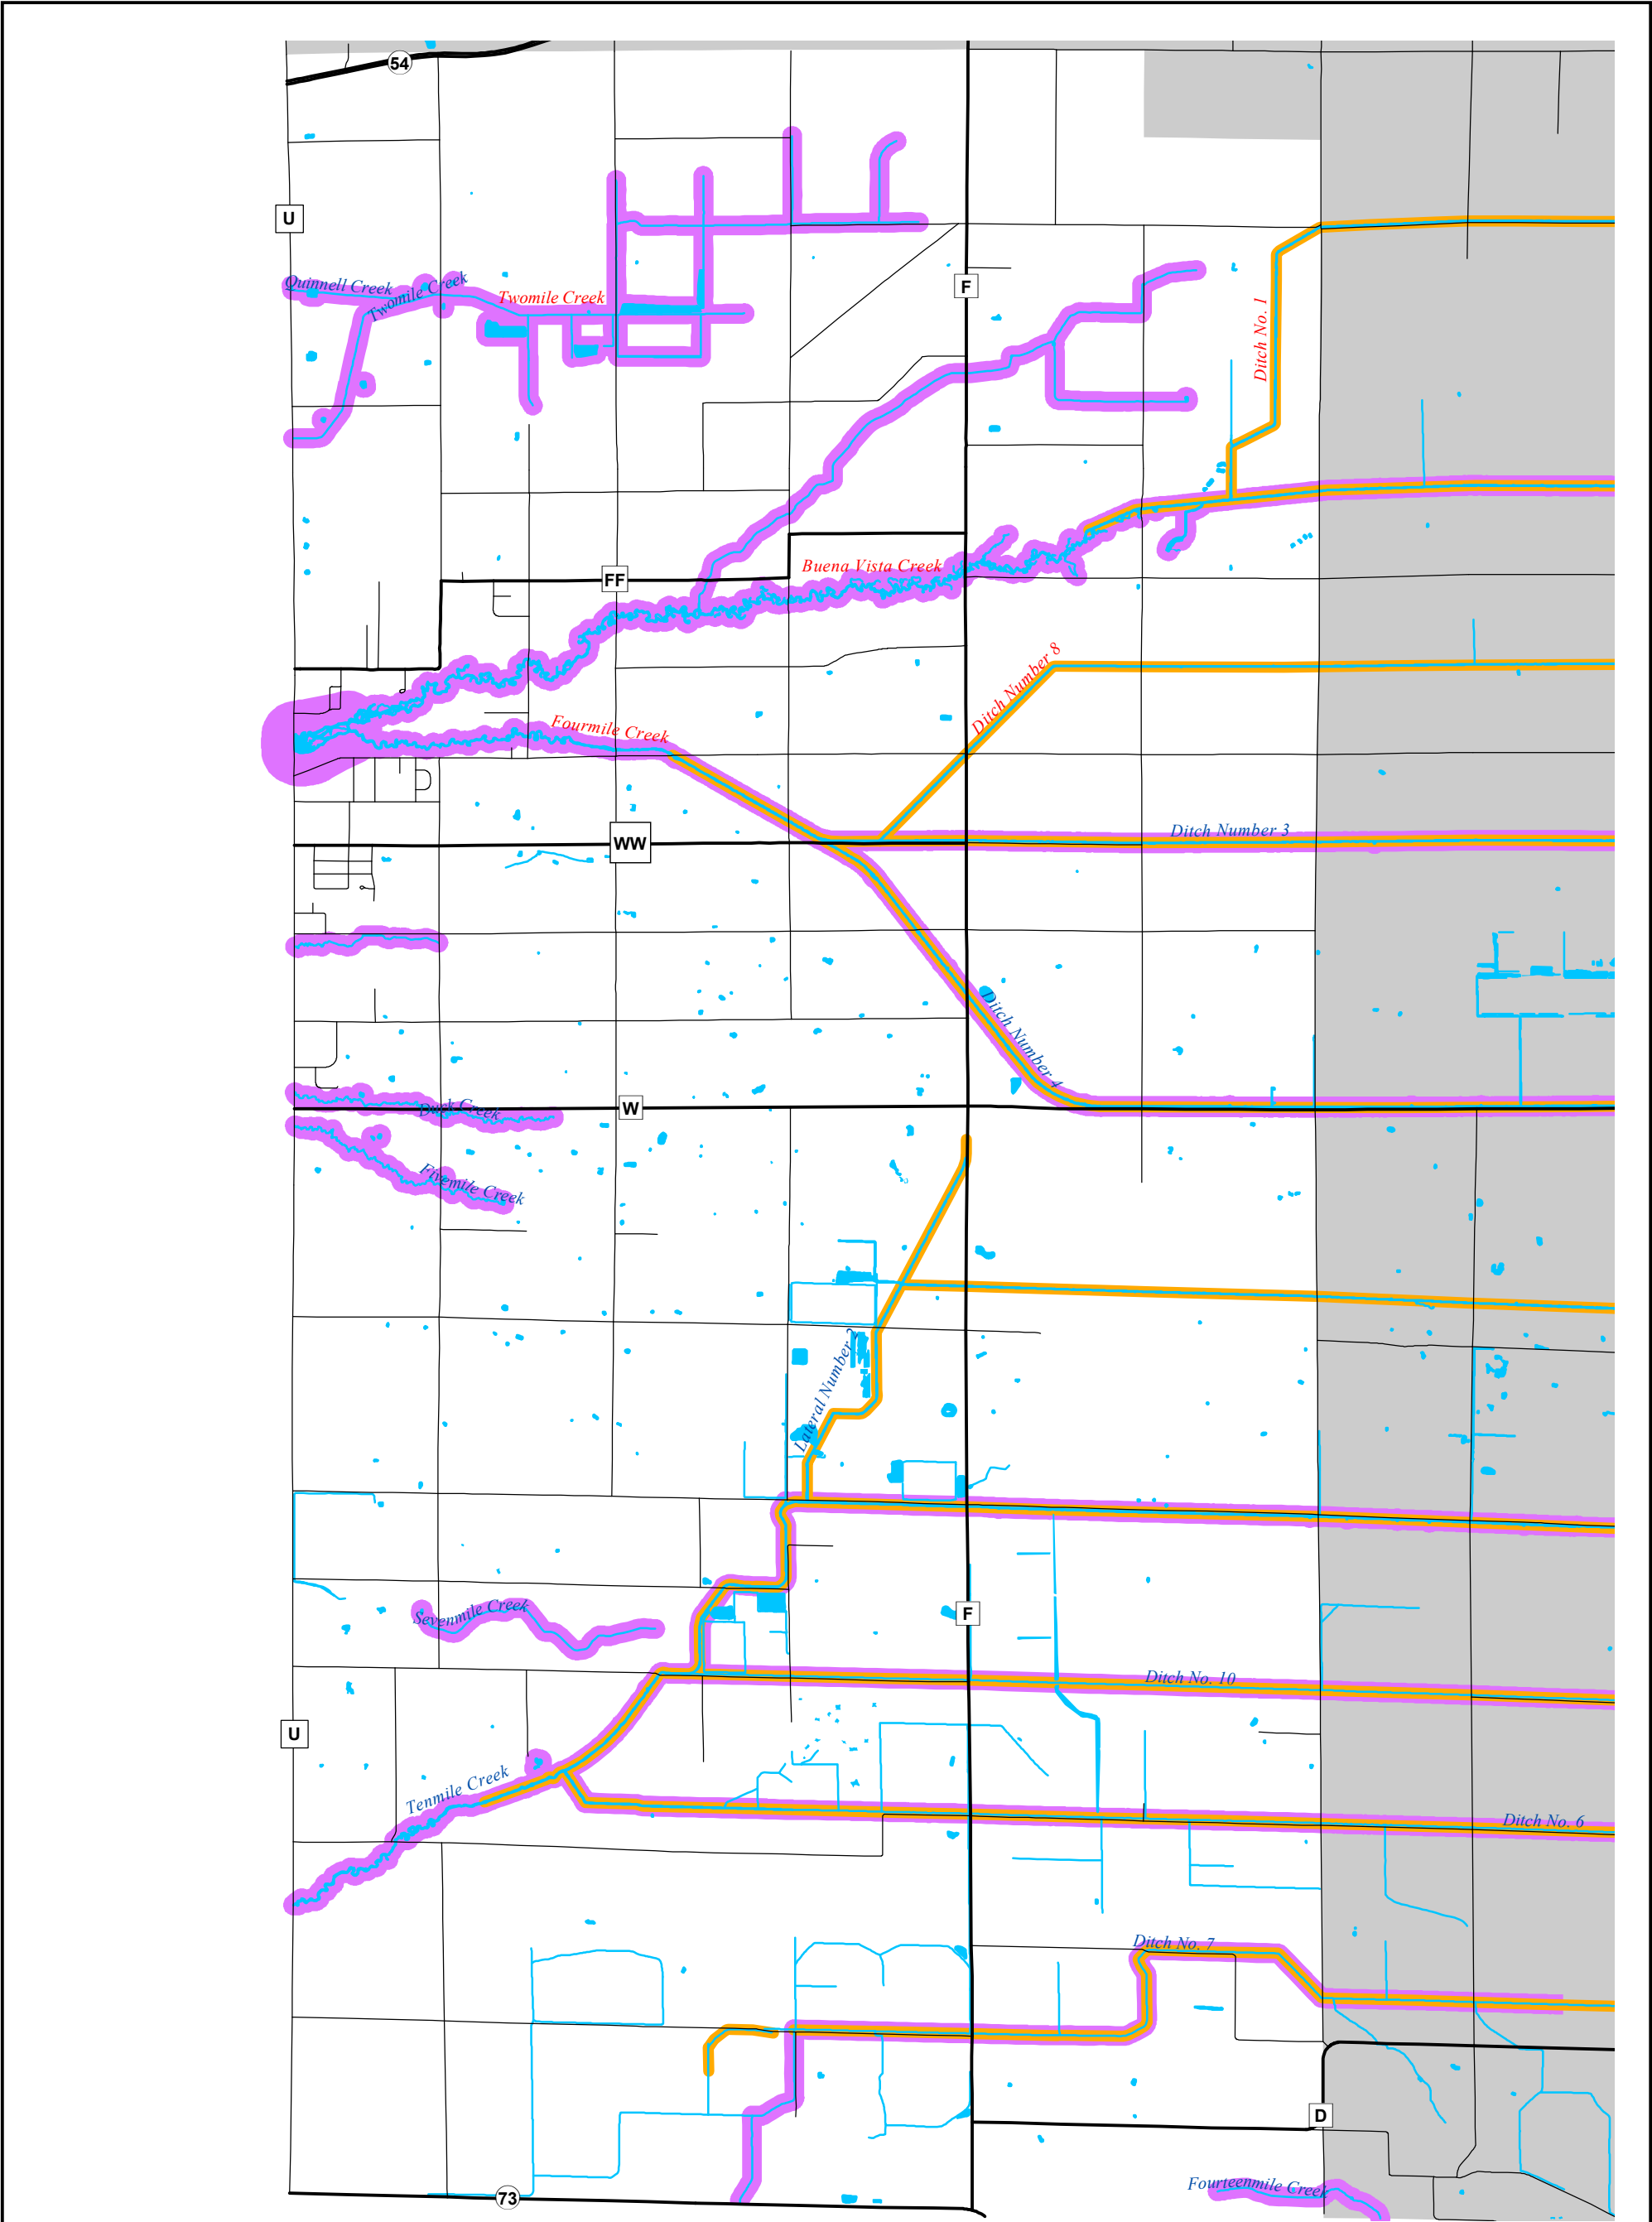 54
U
Quinnell Creek
Twomile Creek
Twomile Creek
F
Ditch No. 1
Buena Vista Creek
FF
Ditch Number 8
Fourmile Creek
Ditch Number 3
WW
Ditch Number 4
Duck Creek
W
Fivemile Creek
Lateral Number 2
Sevenmile Creek
F
Ditch No. 10
U
Tenmile Creek
Ditch No. 6
Ditch No. 7
D
Fourteenmile Creek
73